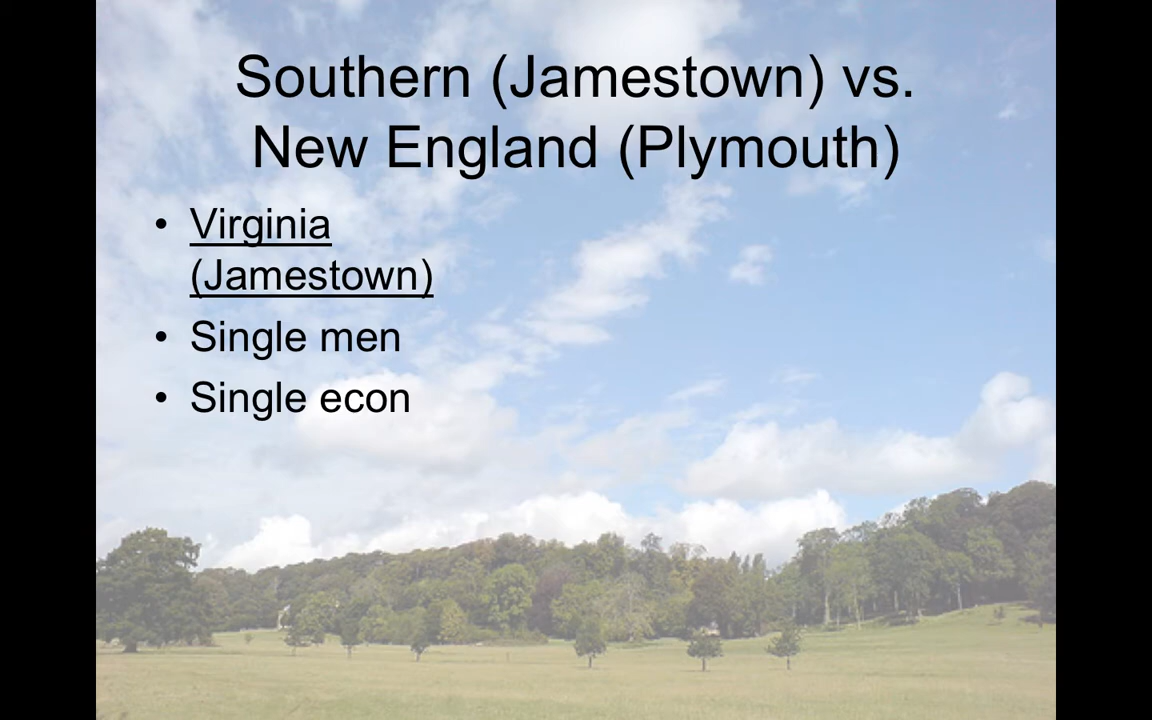 Southern (Jamestown) vs.
New England (Plymouth)
• Virginia
(Jamestown)
• Single men
• Single econ